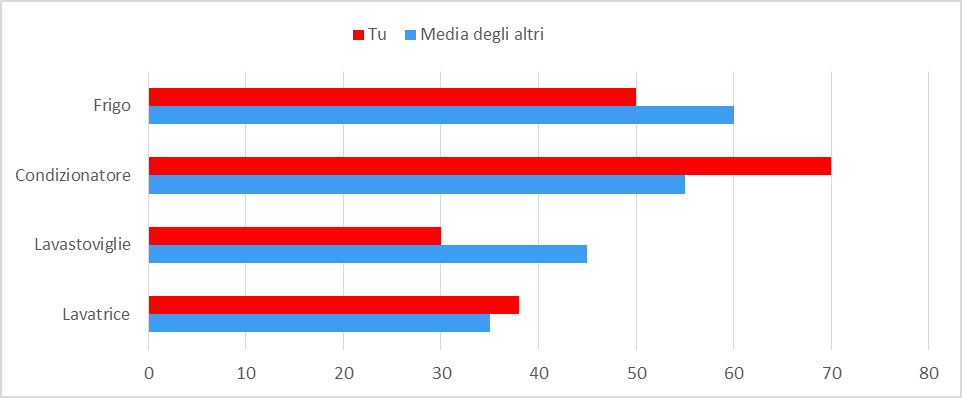 Tu Media degli altri
Frigo
Condizionatore
Lavastoviglie
Lavatrice
0 10 20 30 40 50 60 70 80